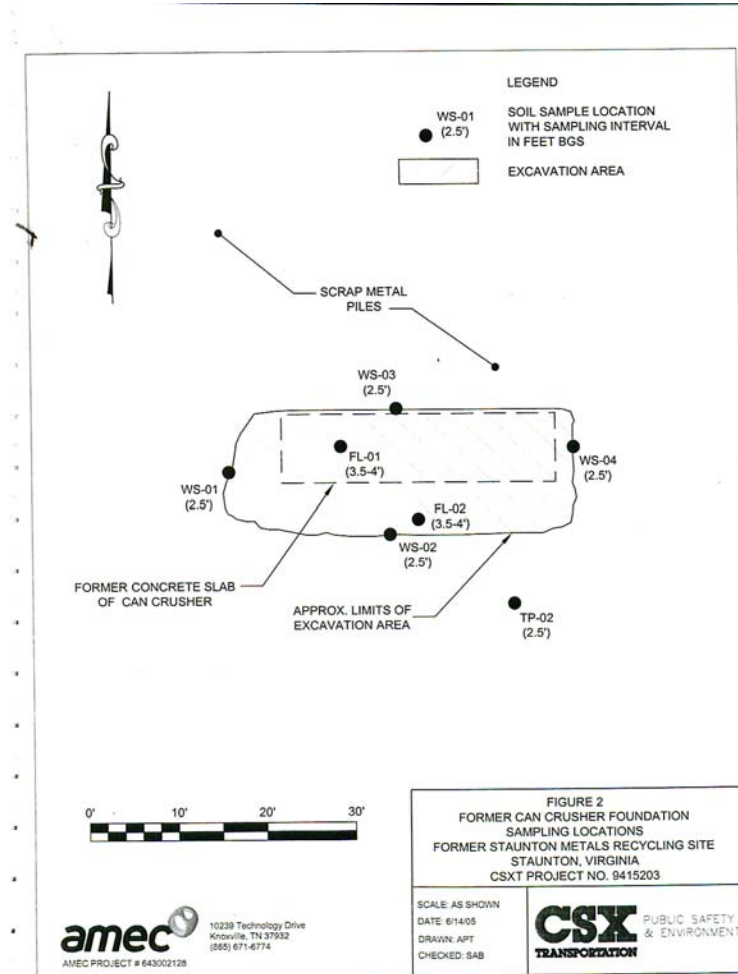 LEGEND
WS-01
(2.5')
SOIL SAMPLE LOCATION
WITH SAMPLING INTERVAL
IN FEET BGS
EXCAVATION AREA
SCRAP METAL
PILES
WS-03
(2.5')
FL-01
(3.5-4')
WS-04
(2.5')
WS-01
(2.5')
FL-02
(3.5-4')
WS-02
(2.5')
FORMER CONCRETE SLAB
OF CAN CRUSHER
APPROX. LIMITS OF
EXCAVATION AREA
TP-02
(2.5')
0' 10' 20' 30'
FIGURE 2
FORMER CAN CRUSHER FOUNDATION
SAMPLING LOCATIONS
FORMER STAUNTON METALS RECYCLING SITE
STAUNTON, VIRGINIA
CSXT PROJECT NO. 9415203
SCALE: AS SHOWN
DATE: 6/14/05
DRAWN: APT
CHECKED: SAB
CSX
TRANSPORTATION
PUBLIC SAFETY
& ENVIRONMENT
amec
10239 Technology Drive
Knoxville, TN 37932
(865) 671-6774
AMEC PROJECT # 643002128